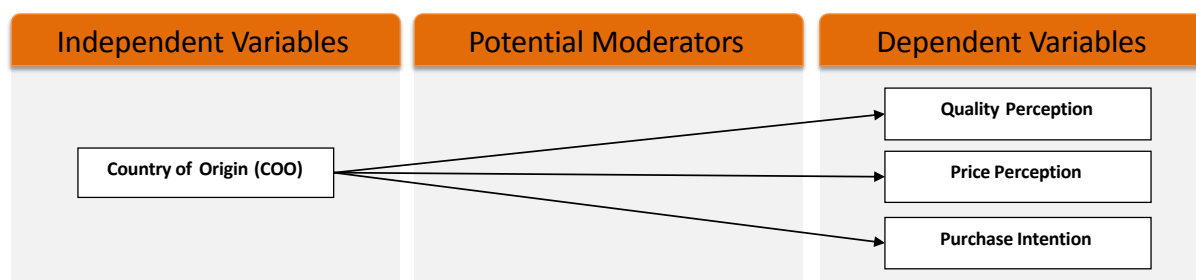 Independent Variables
Potential Moderators
Dependent Variables
Quality Perception
Country of Origin (COO)
Price Perception
Purchase Intention